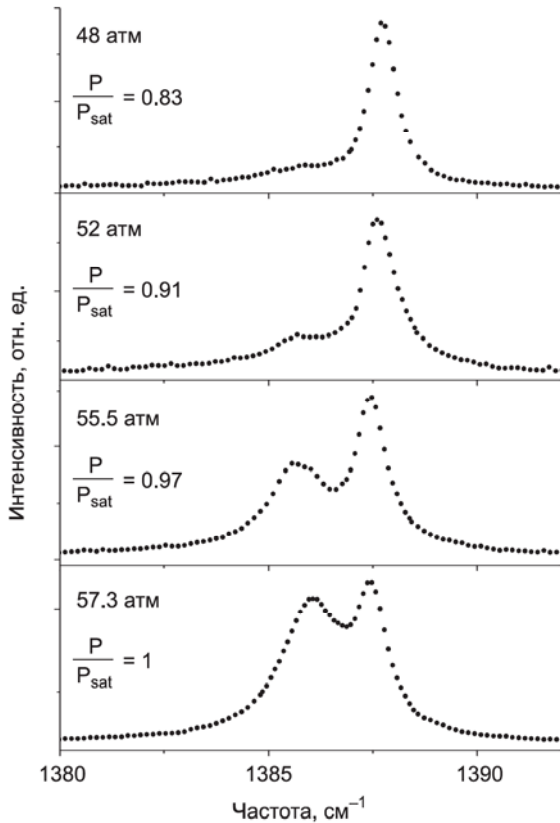 48 атм
P
P_sat = 0.83
52 атм
P
P_sat = 0.91
55.5 атм
P
P_sat = 0.97
57.3 атм
P
P_sat = 1
Интенсивность, отн. ед.
1380 1385 1390
Частота, см⁻¹